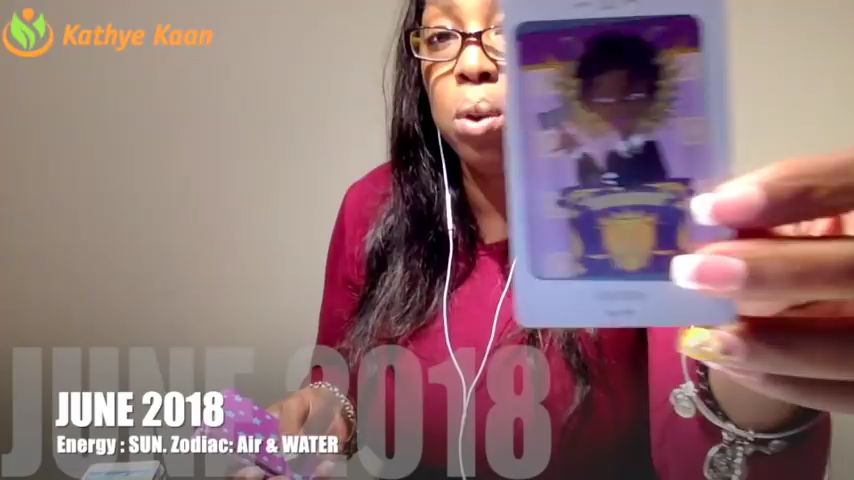 Kathye Kaan
JUNE 2018
JUNE 2018
Energy : SUN. Zodiac: Air & WATER